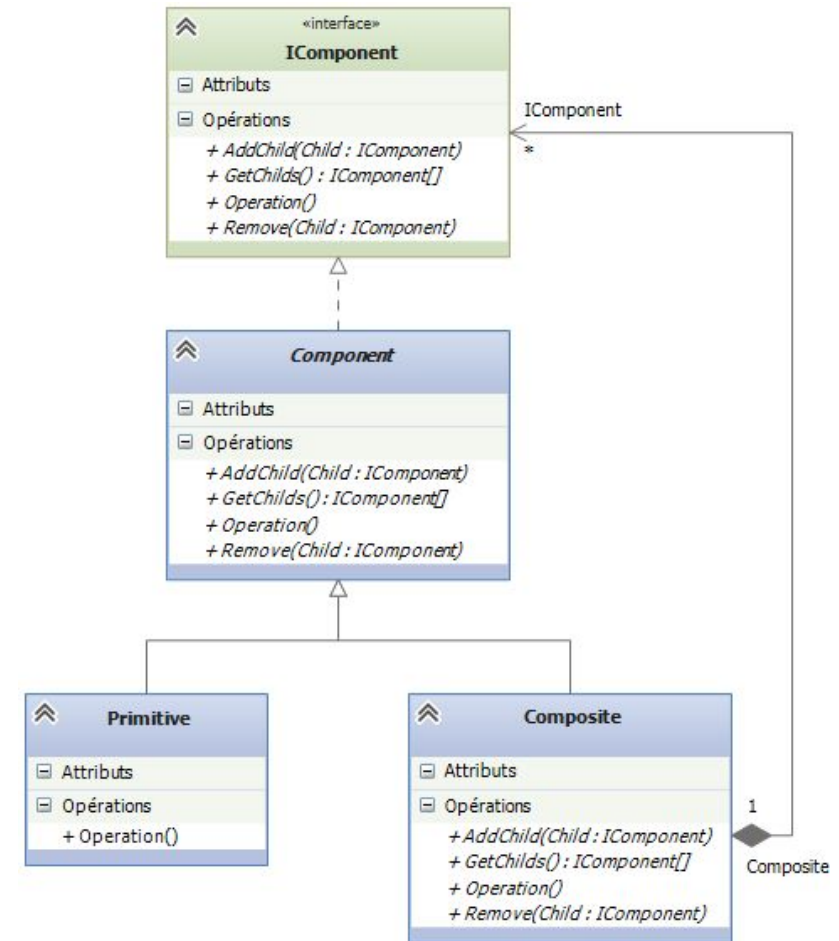 «interface»
IComponent
Attributs
Opérations
+ AddChild(Child : IComponent)
+ GetChilds() : IComponent[]
+ Operation()
+ Remove(Child : IComponent)
IComponent
*
Component
Attributs
Opérations
+ AddChild(Child : IComponent)
+ GetChilds() : IComponent[]
+ Operation()
+ Remove(Child : IComponent)
Primitive
Attributs
Opérations
+ Operation()
Composite
Attributs
Opérations
+ AddChild(Child : IComponent)
+ GetChilds() : IComponent[]
+ Operation()
+ Remove(Child : IComponent)
1
Composite